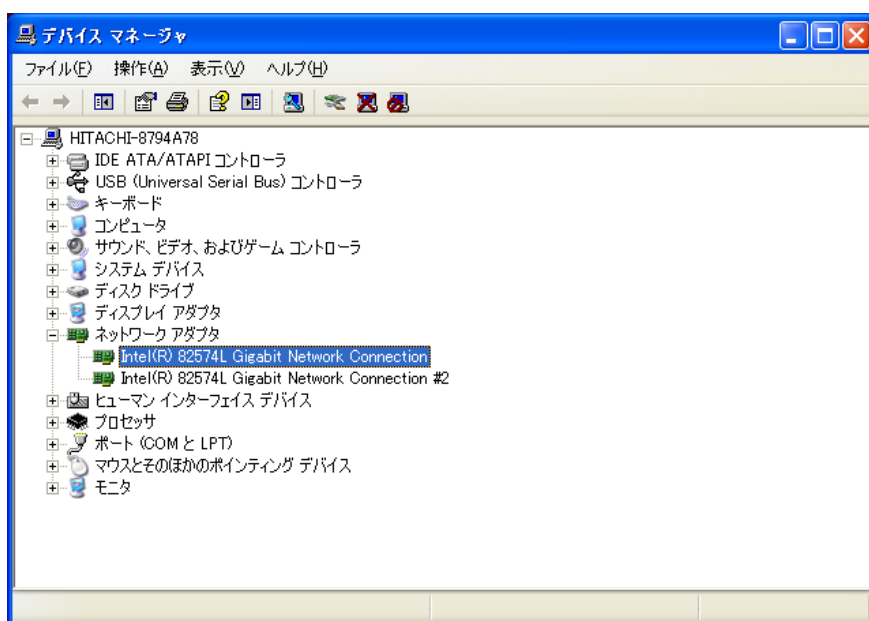 デバイス マネージャ
ファイル(F) 操作(A) 表示(V) ヘルプ(H)
HITACHI-8794A78
IDE ATA/ATAPI コントローラ
USB (Universal Serial Bus) コントローラ
キーボード
コンピュータ
サウンド、ビデオ、およびゲーム コントローラ
システム デバイス
ディスク ドライブ
ディスプレイ アダプタ
ネットワーク アダプタ
Intel(R) 82574L Gigabit Network Connection
Intel(R) 82574L Gigabit Network Connection #2
ヒューマン インターフェイス デバイス
プロセッサ
ポート (COM と LPT)
マウスとそのほかのポインティング デバイス
モニタ